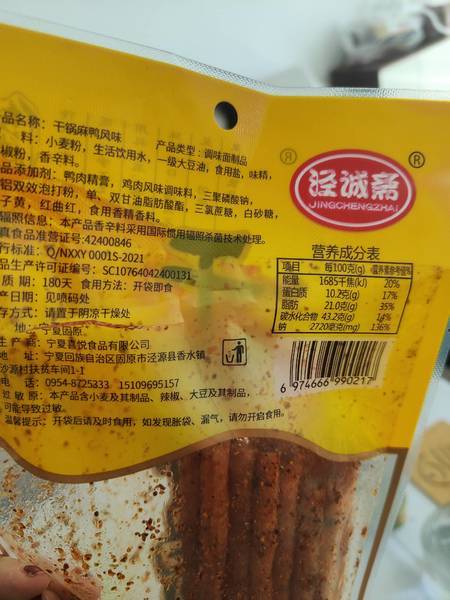 品名称：干锅麻鸭风味
产品类型：调味面制品
料：小麦粉，生活饮用水，一级大豆油，食用盐，味精，
椒粉，香辛料。
品添加剂：鸭肉精膏，鸡肉风味调味料，三聚磷酸钠，
铝双效泡打粉，单、双甘油脂肪酸酯，三氯蔗糖，白砂糖，
子黄，红曲红，食用香精香料。
辐照信息：本产品香辛料采用国际惯用辐照杀菌技术处理。
真食品准营证号:42400846
行标准：Q/NXXY 0001S-2021
品生产许可证编号：SC10764042400131
质期：180天 食用方法：开袋即食
产日期：见喷码处
存方式：请置于阴凉干燥处
地：宁夏固原
商：宁夏喜悦食品有限公司
址：宁夏回族自治区固原市泾源县香水镇
沙源村扶贫车间1-1
电 话：0954-8725333 15109695157
过敏原：本产品含小麦及其制品、辣椒、大豆及其制品，
可能导致过敏。
温馨提示：开袋后请及时食用，如发现胀袋、漏气，请勿开启食用。
®
®
泾诚斋
JINGCHENGZHAI
营养成分表
项目 每100克(g) 营养素参考值%
能量 1685千焦(kJ) 20%
蛋白质 10.2克(g) 17%
脂肪 21.0克(g) 35%
碳水化合物 43.2克(g) 14%
钠 2720毫克(mg) 136%
6 974666 990217